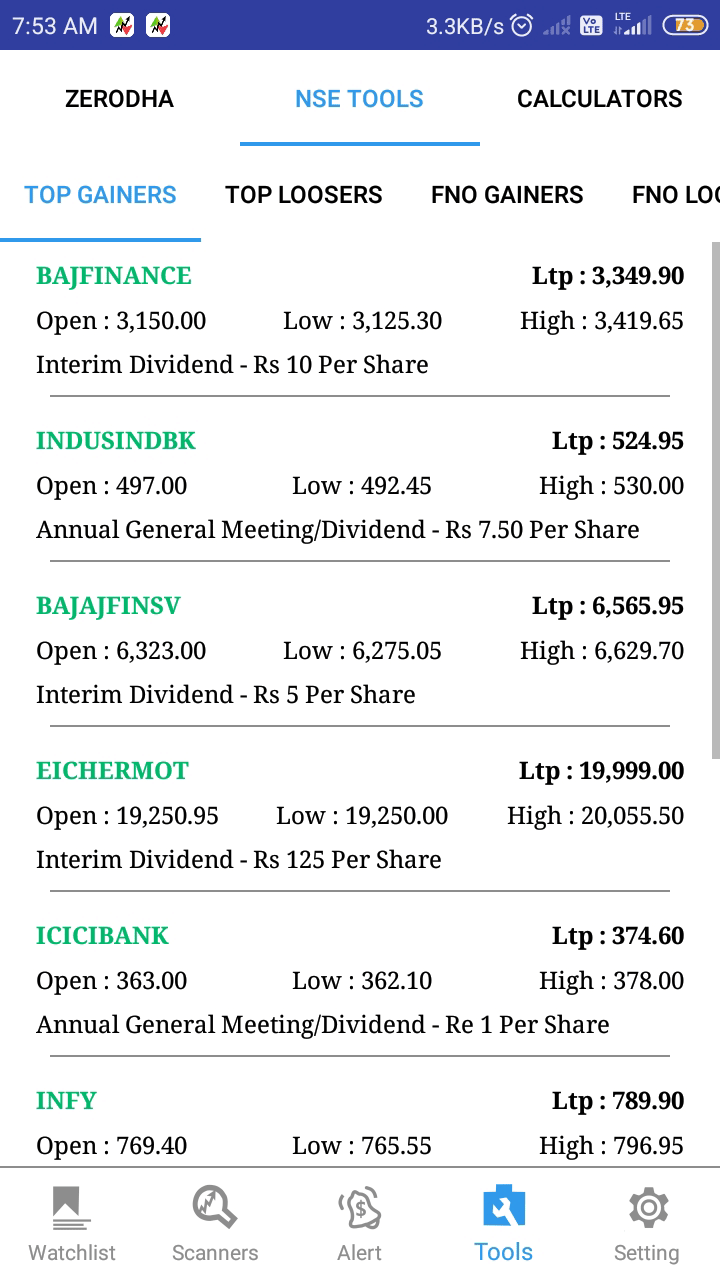 7:53 AM 3.3KB/s Vo LTE LTE 73
ZERODHA NSE TOOLS CALCULATORS
TOP GAINERS TOP LOOSERS FNO GAINERS FNO LOO
BAJFINANCE Ltp : 3,349.90
Open : 3,150.00 Low : 3,125.30 High : 3,419.65
Interim Dividend - Rs 10 Per Share
INDUSINDBK Ltp : 524.95
Open : 497.00 Low : 492.45 High : 530.00
Annual General Meeting/Dividend - Rs 7.50 Per Share
BAJAJFINSV Ltp : 6,565.95
Open : 6,323.00 Low : 6,275.05 High : 6,629.70
Interim Dividend - Rs 5 Per Share
EICHERMOT Ltp : 19,999.00
Open : 19,250.95 Low : 19,250.00 High : 20,055.50
Interim Dividend - Rs 125 Per Share
ICICIBANK Ltp : 374.60
Open : 363.00 Low : 362.10 High : 378.00
Annual General Meeting/Dividend - Re 1 Per Share
INFY Ltp : 789.90
Open : 769.40 Low : 765.55 High : 796.95
Watchlist Scanners Alert Tools Setting